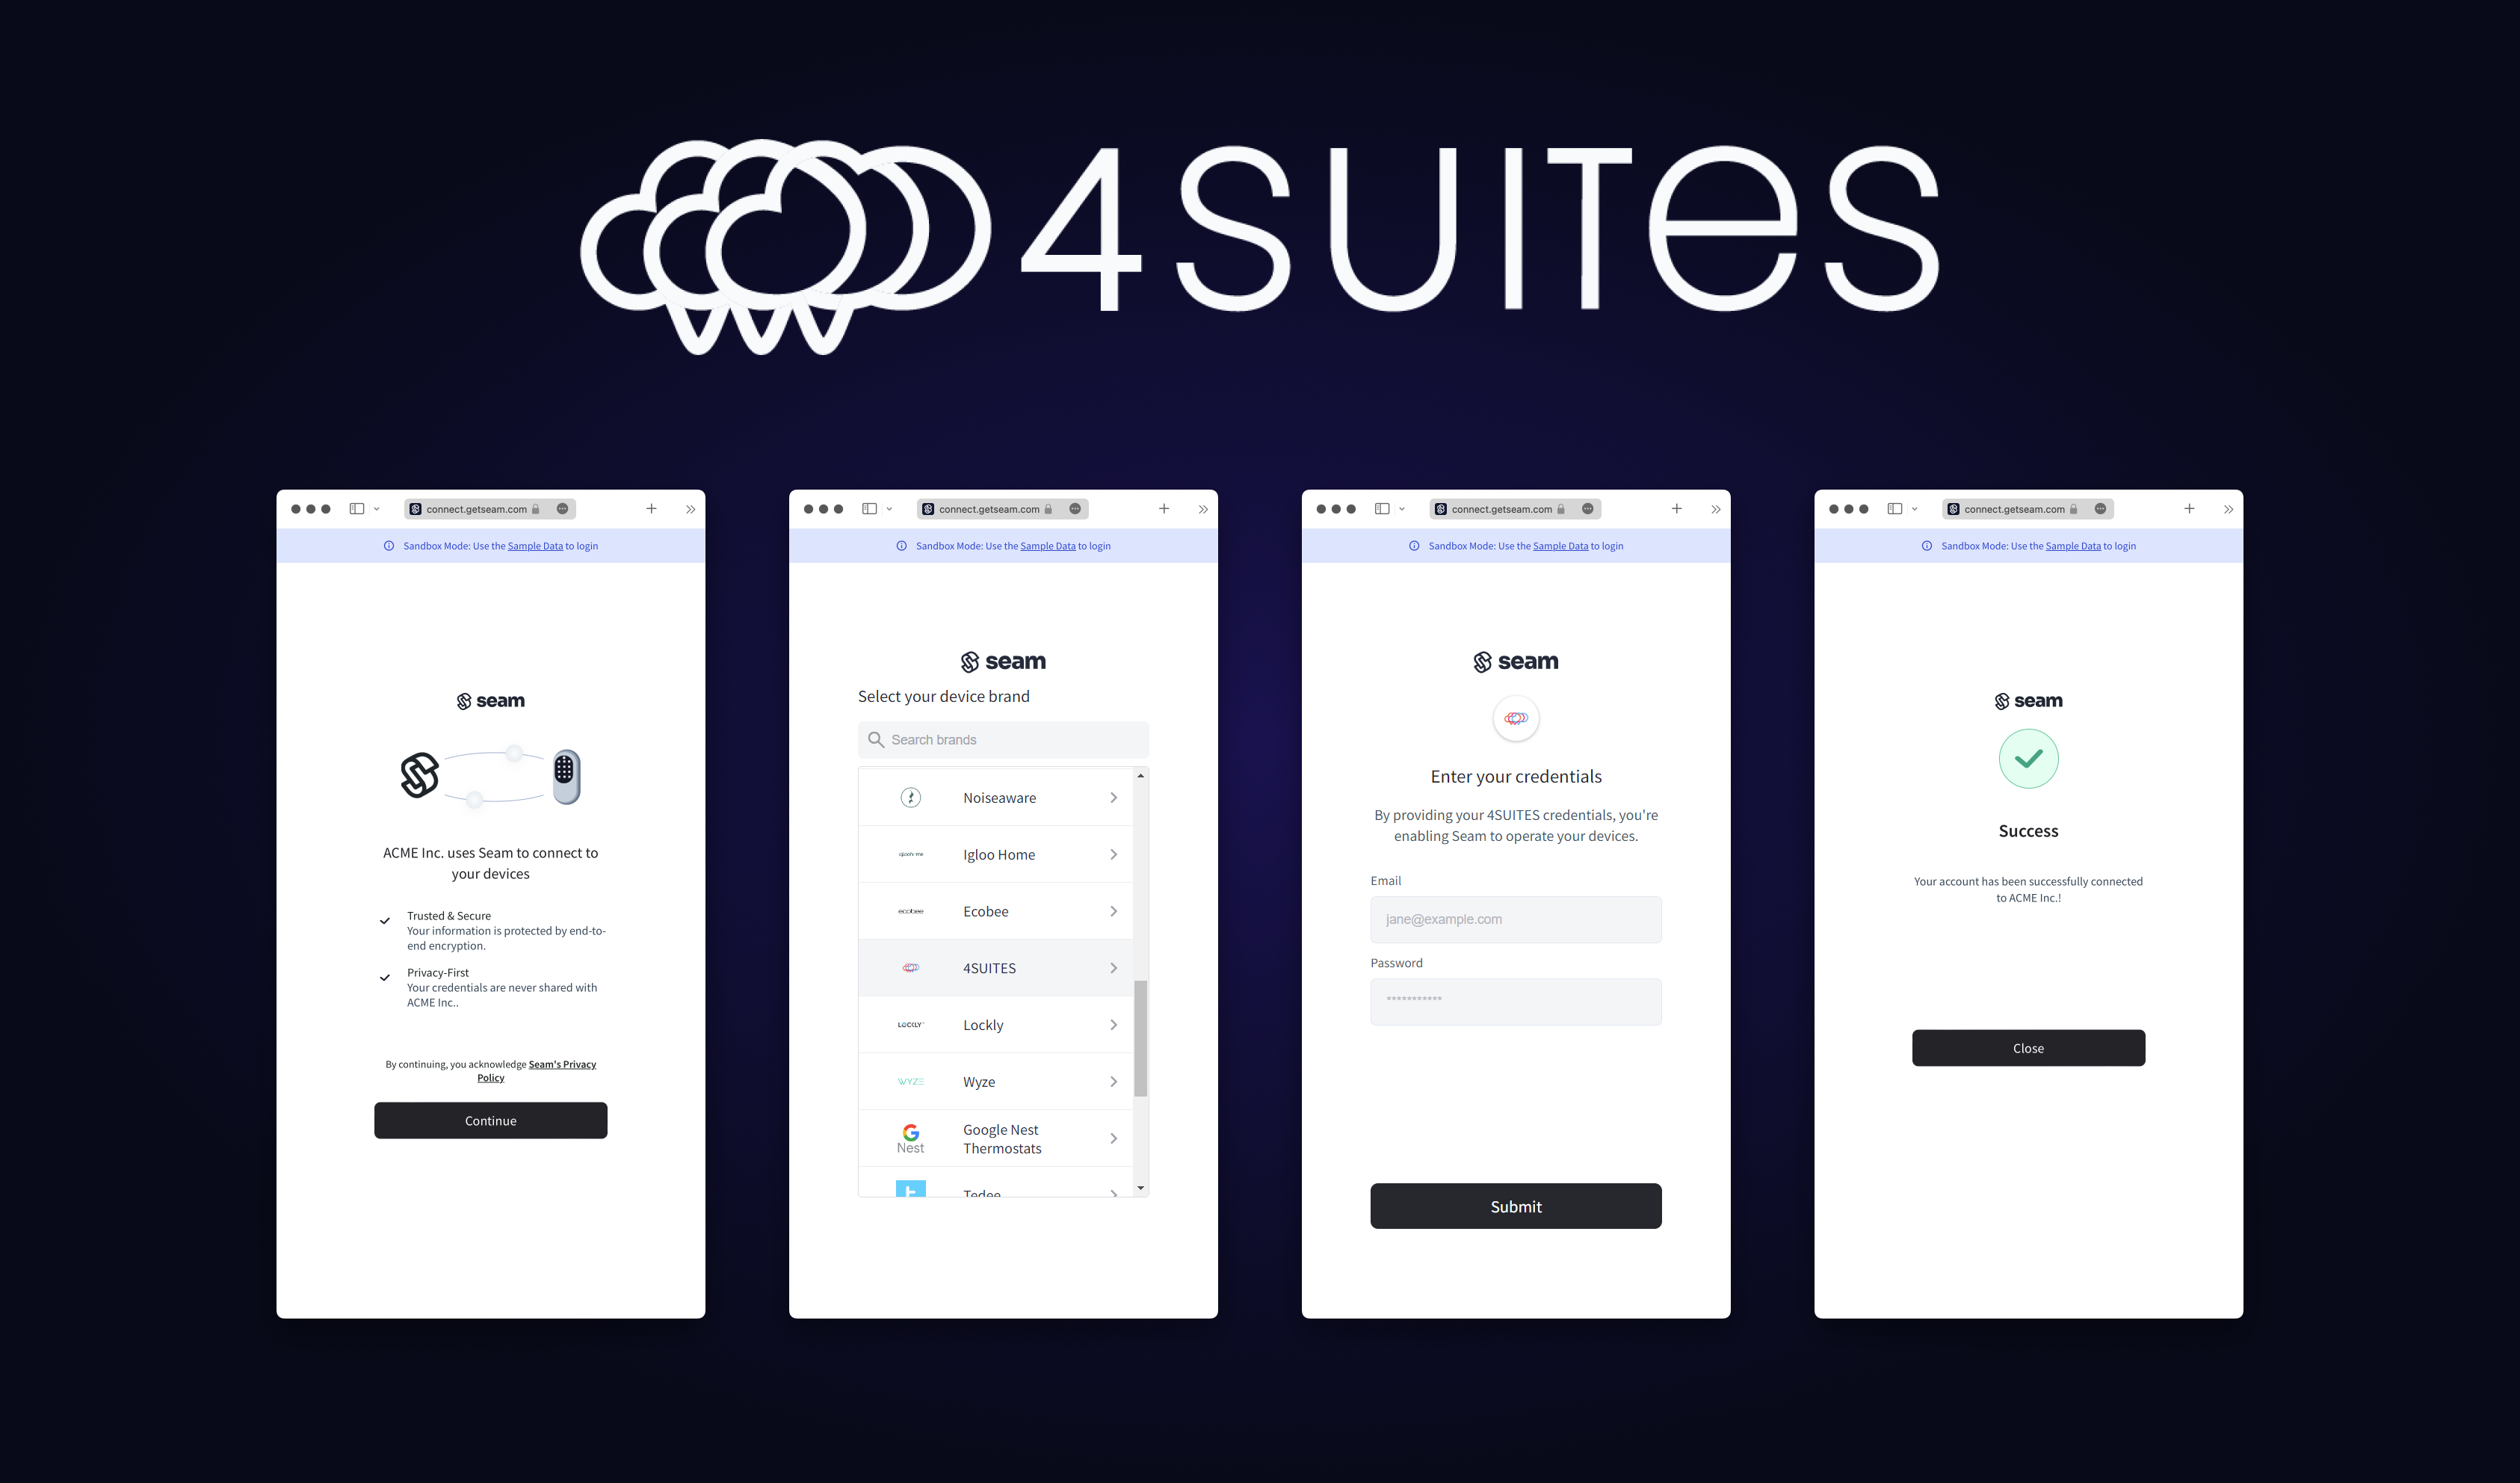 4SUITES
connect.getseam.com
Sandbox Mode: Use the Sample Data to login
seam
ACME Inc. uses Seam to connect to
your devices
Trusted & Secure
Your information is protected by end-to-
end encryption.
Privacy-First
Your credentials are never shared with
ACME Inc..
By continuing, you acknowledge Seam's Privacy
Policy
Continue
connect.getseam.com
Sandbox Mode: Use the Sample Data to login
seam
Select your device brand
Search brands
Noiseaware
igloohome
Igloo Home
ecobee
Ecobee
4SUITES
LOCKLY
Lockly
WYZE
Wyze
G
Nest
Google Nest
Thermostats
t
Tedee
connect.getseam.com
Sandbox Mode: Use the Sample Data to login
seam
Enter your credentials
By providing your 4SUITES credentials, you're
enabling Seam to operate your devices.
Email
jane@example.com
Password
***********
Submit
connect.getseam.com
Sandbox Mode: Use the Sample Data to login
seam
Success
Your account has been successfully connected
to ACME Inc.!
Close